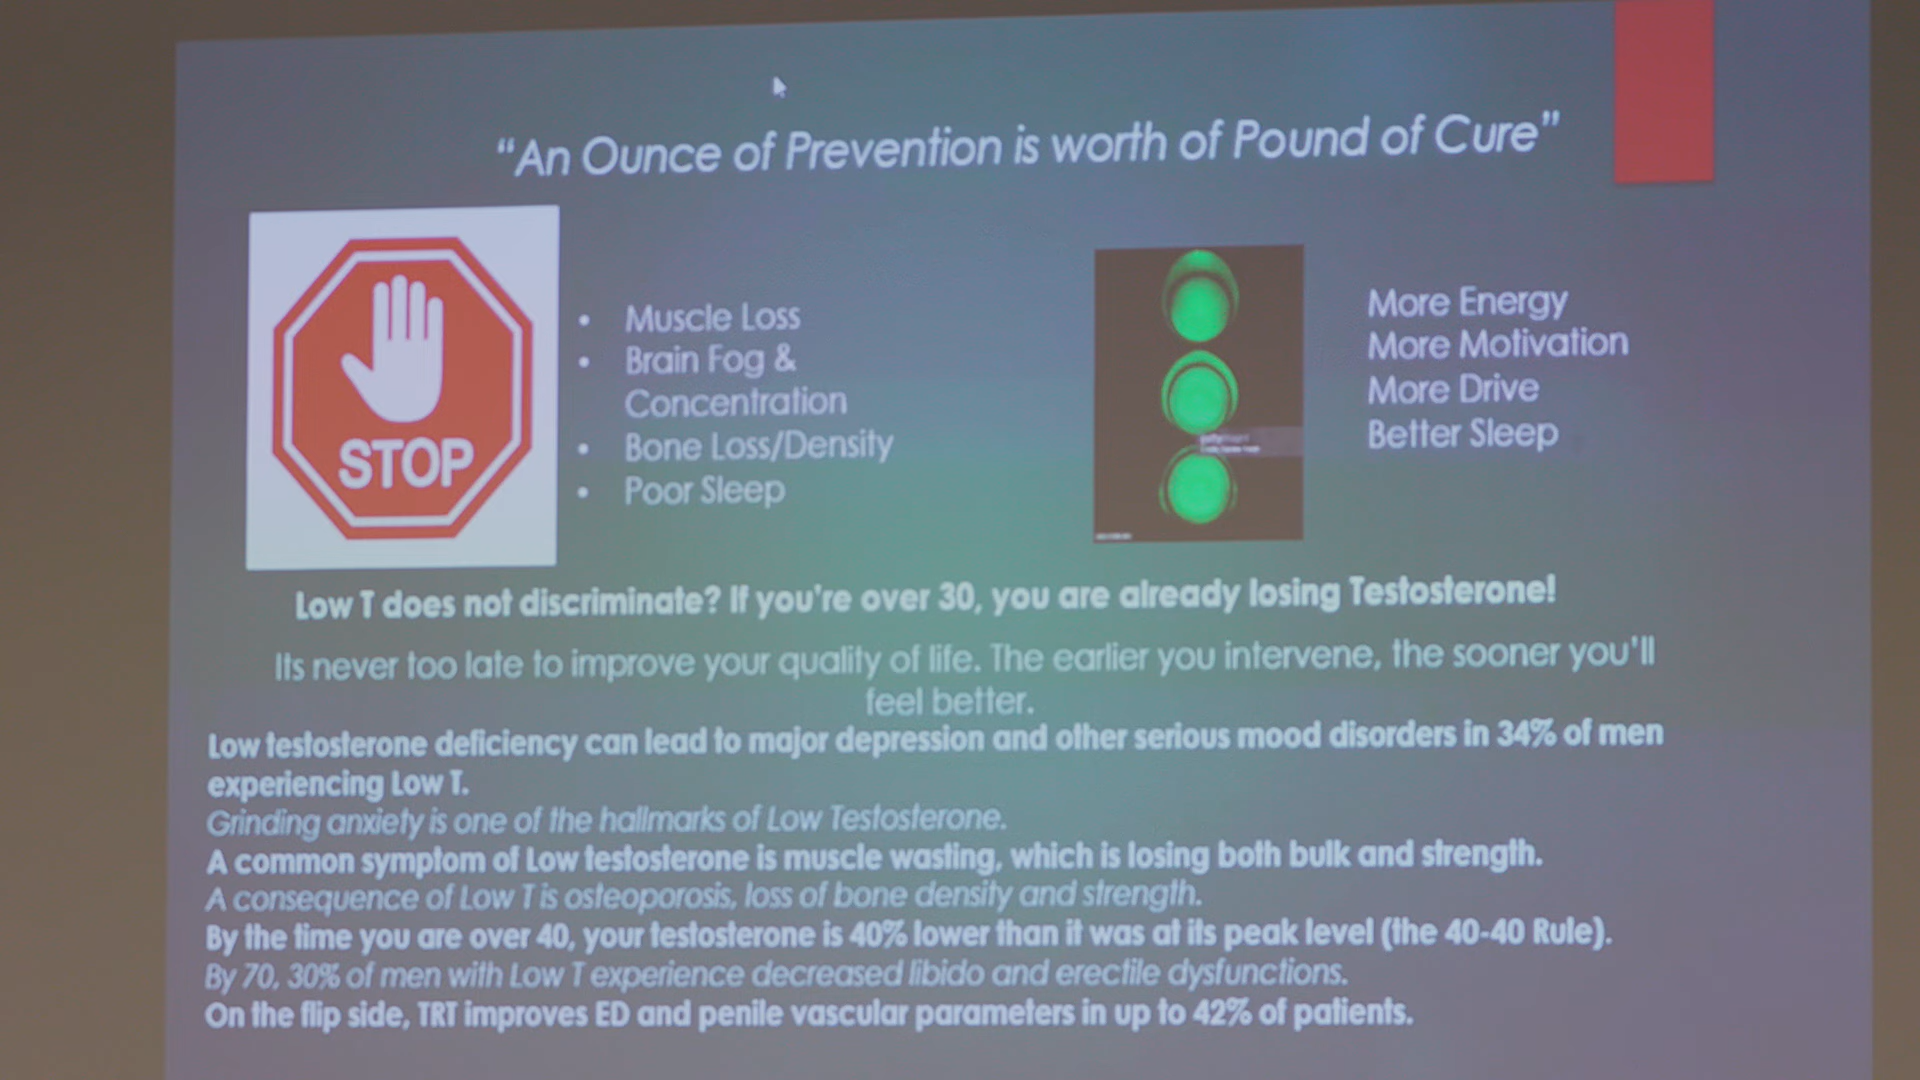 “An Ounce of Prevention is worth of Pound of Cure”
STOP
• Muscle Loss
• Brain Fog &
Concentration
• Bone Loss/Density
• Poor Sleep
More Energy
More Motivation
More Drive
Better Sleep
Low T does not discriminate? If you're over 30, you are already losing Testosterone!
Its never too late to improve your quality of life. The earlier you intervene, the sooner you'll
feel better.
Low testosterone deficiency can lead to major depression and other serious mood disorders in 34% of men
experiencing Low T.
Grinding anxiety is one of the hallmarks of Low Testosterone.
A common symptom of Low testosterone is muscle wasting, which is losing both bulk and strength.
A consequence of Low T is osteoporosis, loss of bone density and strength.
By the time you are over 40, your testosterone is 40% lower than it was at its peak level (the 40-40 Rule).
By 70, 30% of men with Low T experience decreased libido and erectile dysfunctions.
On the flip side, TRT improves ED and penile vascular parameters in up to 42% of patients.